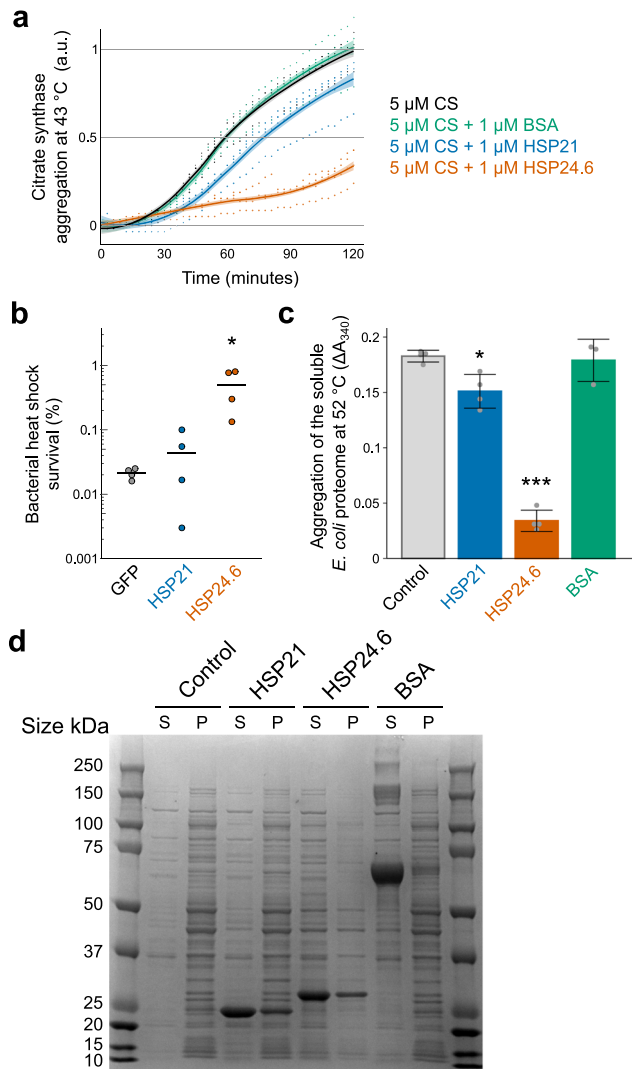 a
Citrate synthase
aggregation at 43 °C (a.u.)
1
0.5
0
0 30 60 90 120
Time (minutes)
5 µM CS
5 µM CS + 1 µM BSA
5 µM CS + 1 µM HSP21
5 µM CS + 1 µM HSP24.6
b
Bacterial heat shock
survival (%)
*
1
0.1
0.01
0.001
GFP
HSP21
HSP24.6
c
Aggregation of the soluble
E. coli proteome at 52 °C (ΔA340)
0.2
0.15
0.05
0
*
***
Control
HSP21
HSP24.6
BSA
d
Control
HSP21
HSP24.6
BSA
S P S P S P S P
Size kDa
250
150
100
75
50
37
25
20
15
10